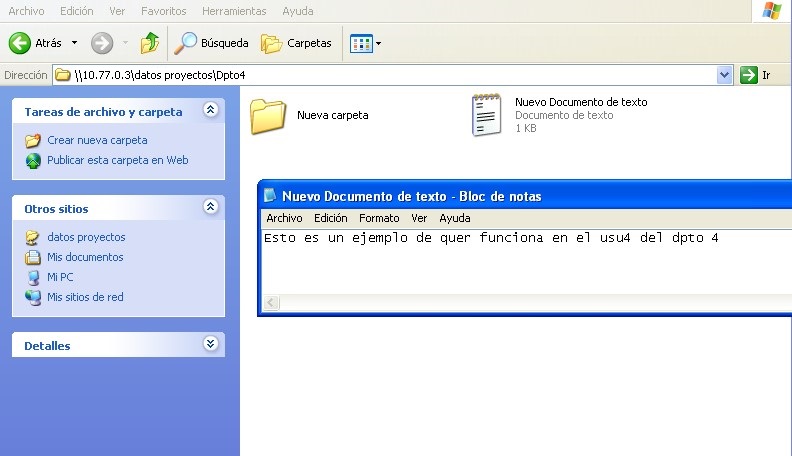 Archivo Edición Ver Favoritos Herramientas Ayuda
Atrás Búsqueda Carpetas
Dirección \\10.77.0.3\datos proyectos\Dpto4 Ir
Tareas de archivo y carpeta
Crear nueva carpeta
Publicar esta carpeta en Web
Otros sitios
datos proyectos
Mis documentos
Mi PC
Mis sitios de red
Detalles
Nueva carpeta
Nuevo Documento de texto
Documento de texto
1 KB
Nuevo Documento de texto - Bloc de notas
Archivo Edición Formato Ver Ayuda
Esto es un ejemplo de quer funciona en el usu4 del dpto 4